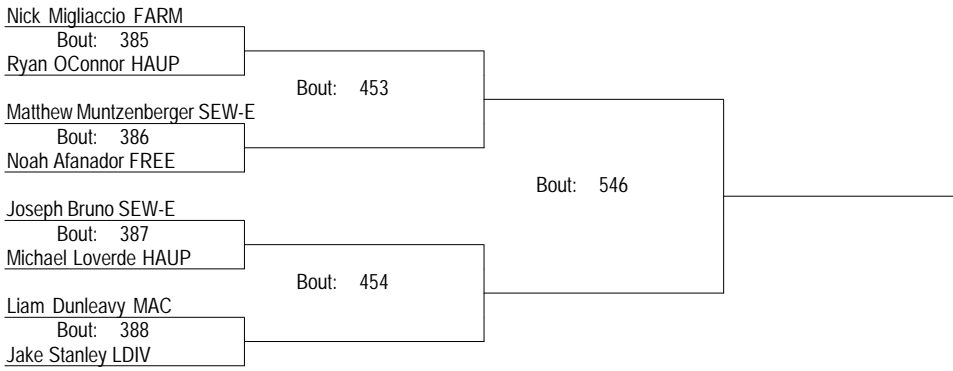 Nick Migliaccio FARM
Bout: 385
Ryan OConnor HAUP
Bout: 453
Matthew Muntzenberger SEW-E
Bout: 386
Noah Afanador FREE
Bout: 546
Joseph Bruno SEW-E
Bout: 387
Michael Loverde HAUP
Bout: 454
Liam Dunleavy MAC
Bout: 388
Jake Stanley LDIV